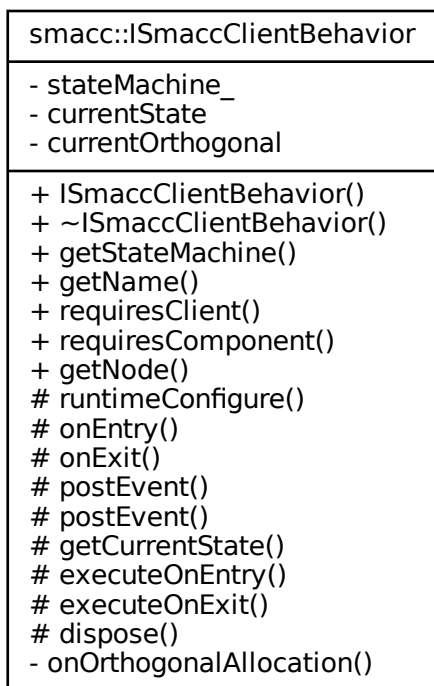 smacc::ISmaccClientBehavior
- stateMachine_
- currentState
- currentOrthogonal
+ ISmaccClientBehavior()
+ ~ISmaccClientBehavior()
+ getStateMachine()
+ getName()
+ requiresClient()
+ requiresComponent()
+ getNode()
# runtimeConfigure()
# onEntry()
# onExit()
# postEvent()
# postEvent()
# getCurrentState()
# executeOnEntry()
# executeOnExit()
# dispose()
- onOrthogonalAllocation()